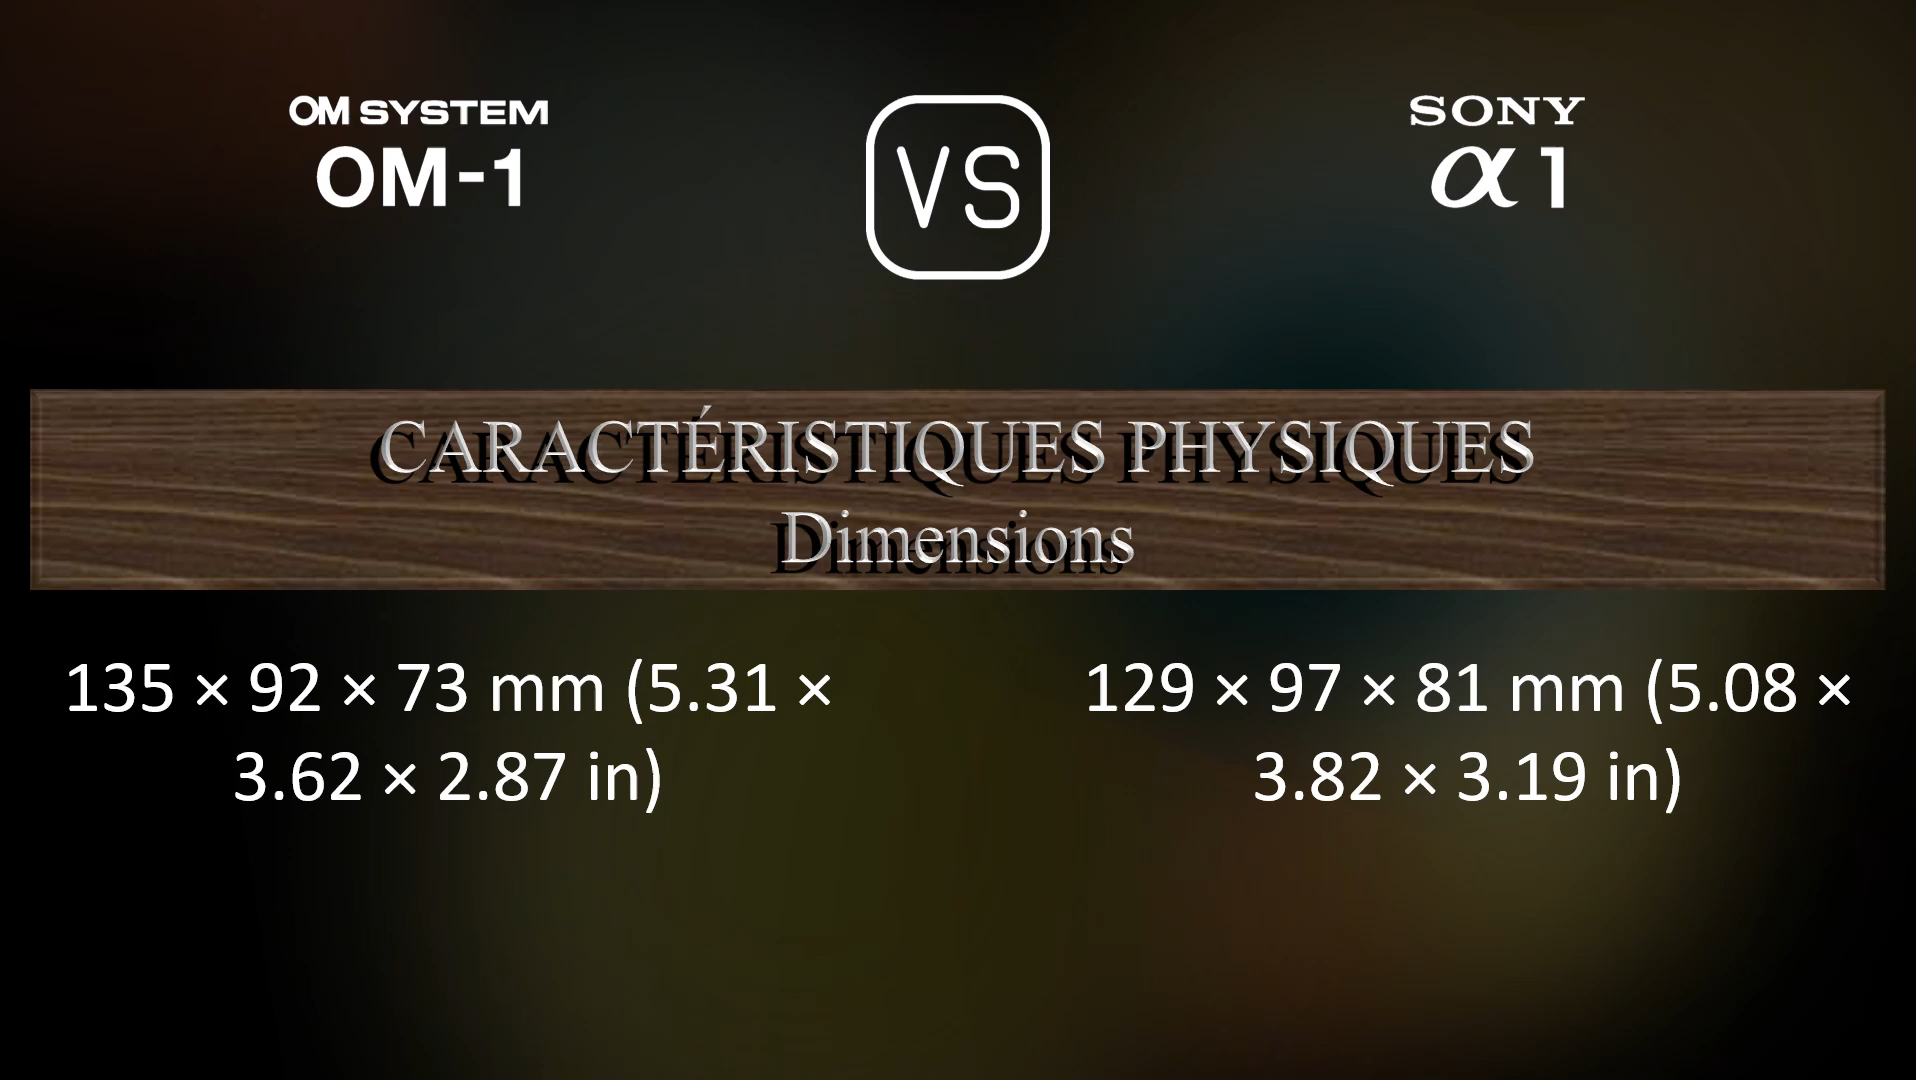 OM SYSTEM
OM-1
VS
SONY
α 1
CARACTÉRISTIQUES PHYSIQUES
Dimensions
135 × 92 × 73 mm (5.31 ×
3.62 × 2.87 in)
129 × 97 × 81 mm (5.08 ×
3.82 × 3.19 in)